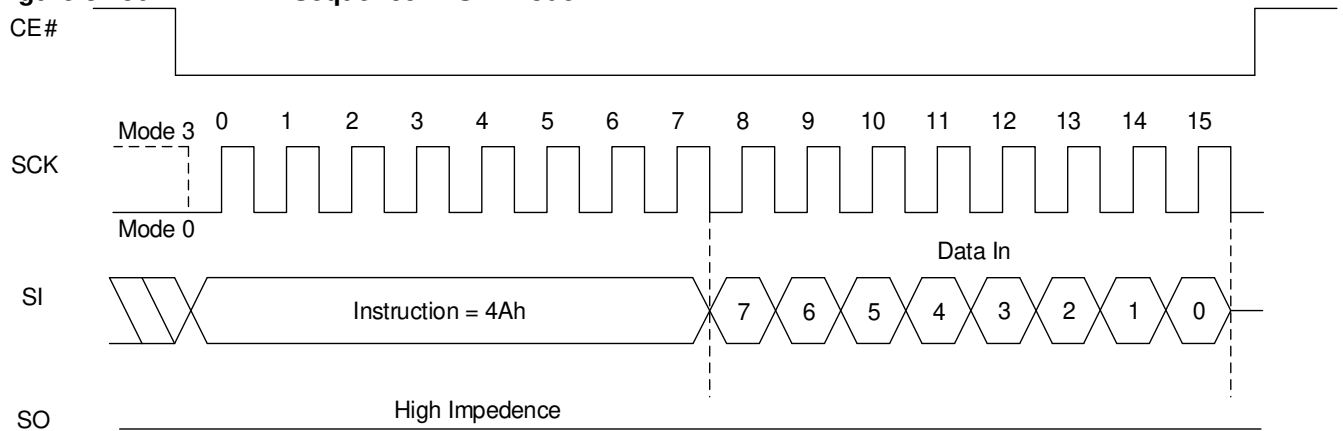 CE#
Mode 3 0 1 2 3 4 5 6 7 8 9 10 11 12 13 14 15
SCK
Mode 0
Data In
SI
Instruction = 4Ah 7 6 5 4 3 2 1 0
High Impedence
SO